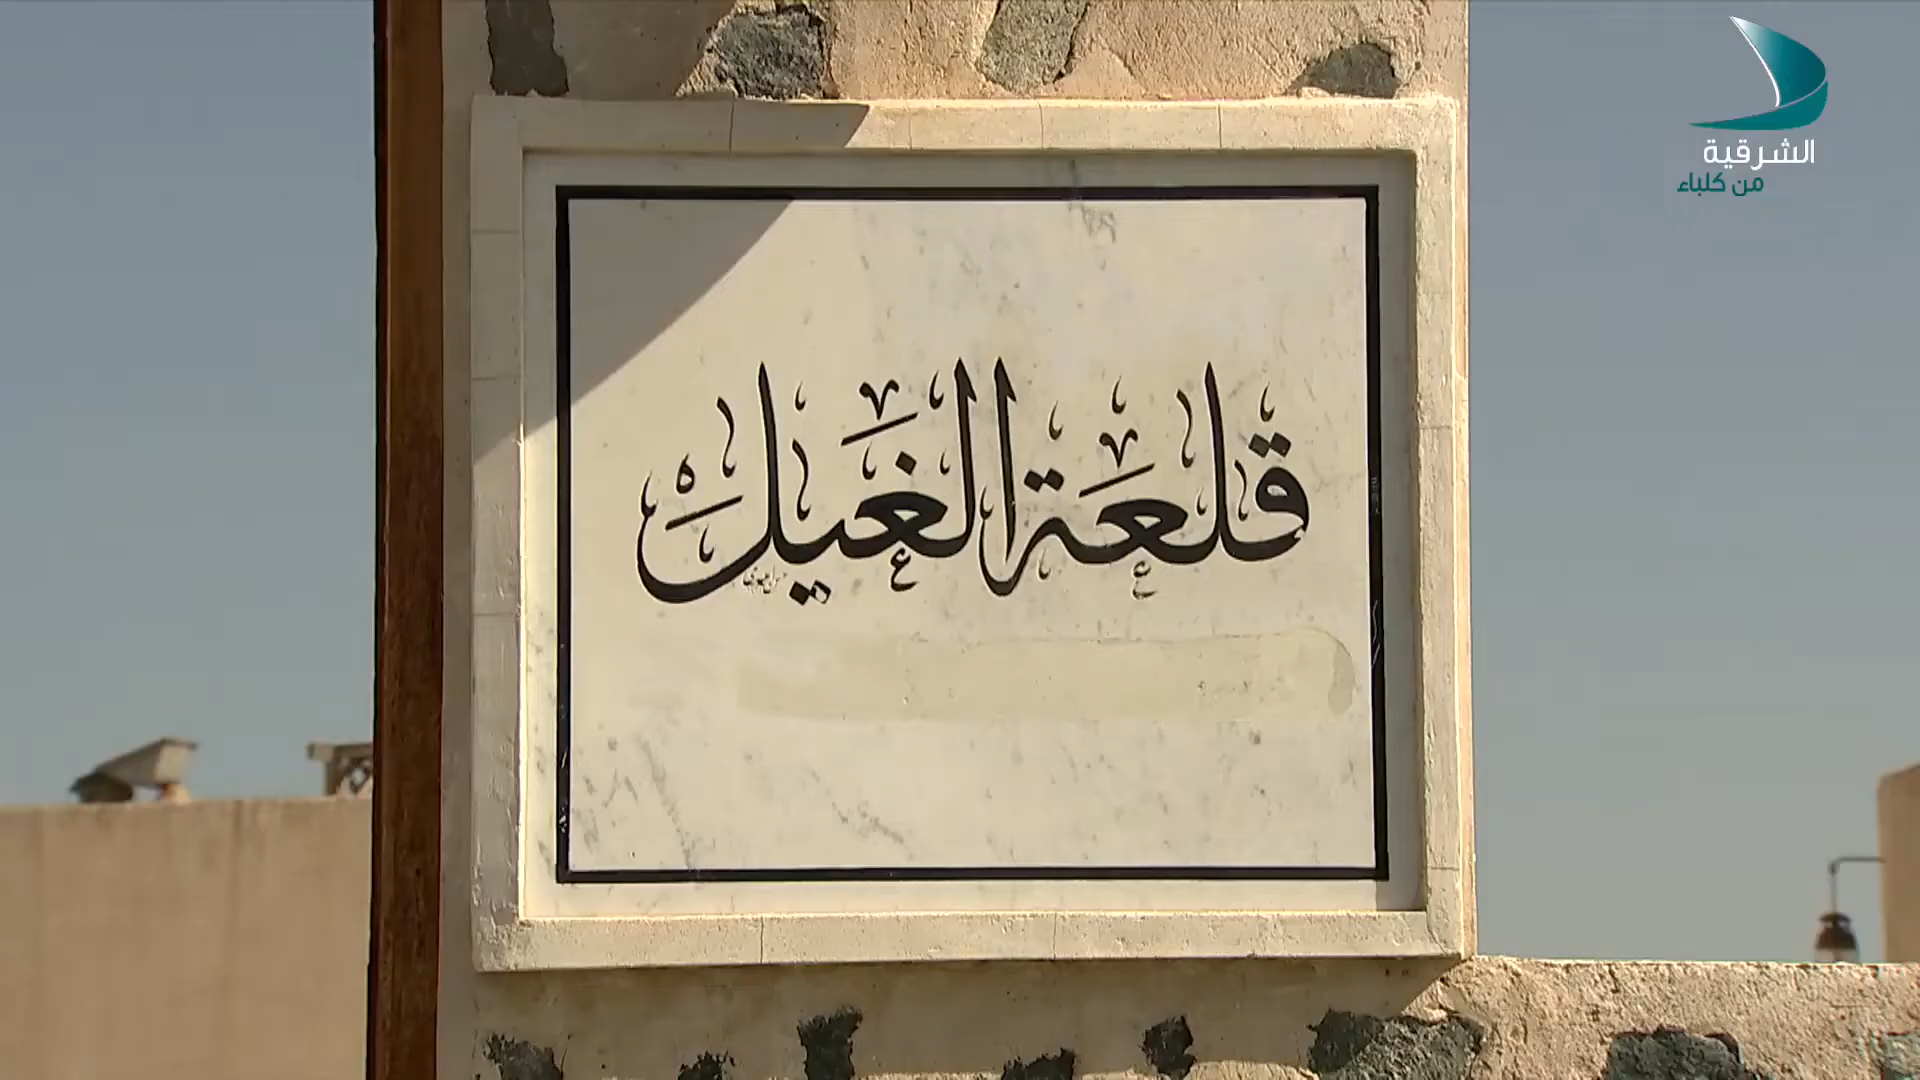 الشرقية
من كلباء
قلعة الغيل